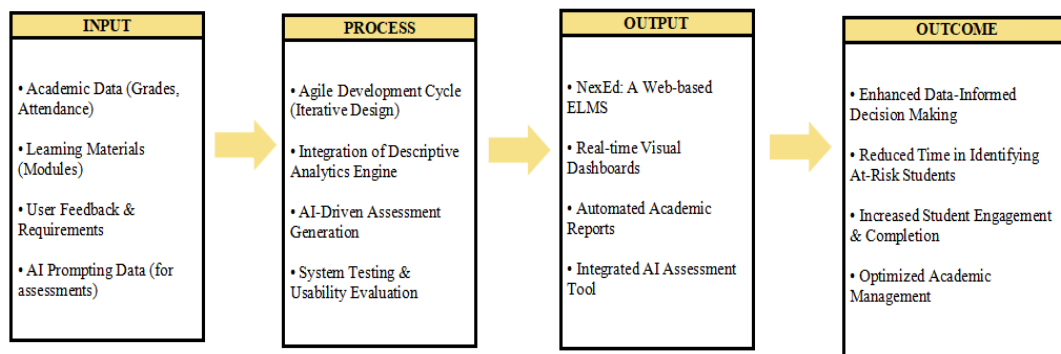 INPUT
• Academic Data (Grades,
Attendance)
• Learning Materials
(Modules)
• User Feedback &
Requirements
• AI Prompting Data (for
assessments)
PROCESS
• Agile Development Cycle
(Iterative Design)
• Integration of Descriptive
Analytics Engine
• AI-Driven Assessment
Generation
• System Testing &
Usability Evaluation
OUTPUT
• NexEd: A Web-based
ELMS
• Real-time Visual
Dashboards
• Automated Academic
Reports
• Integrated AI Assessment
Tool
OUTCOME
• Enhanced Data-Informed
Decision Making
• Reduced Time in Identifying
At-Risk Students
• Increased Student Engagement
& Completion
• Optimized Academic
Management